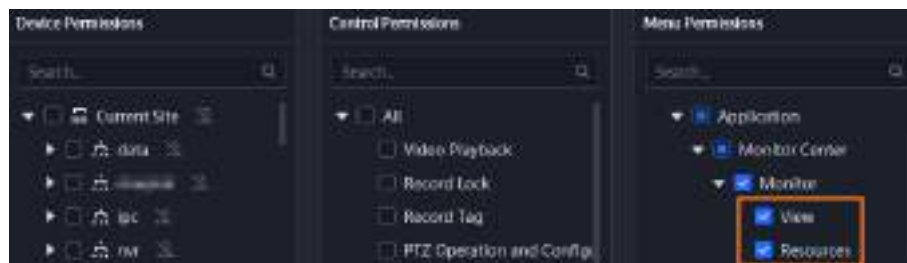 Device Permissions
Control Permissions
Menu Permissions
Search...
Search...
Search...
Current Site
All
Application
data
Video Playback
Monitor Center
Record Lock
Monitor
ipc
Record Tag
View
nvr
PTZ Operation and Configu
Resources